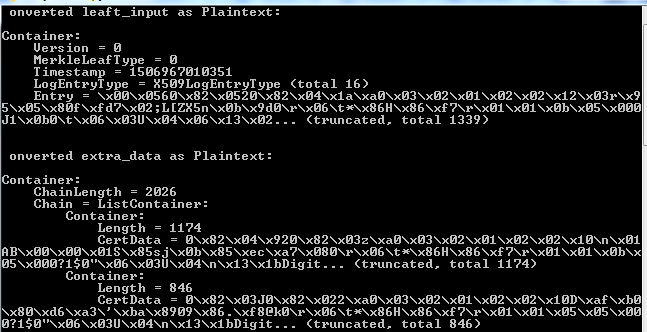 onverted leaft_input as Plaintext:
Container:
Version = 0
MerkleLeafType = 0
Timestamp = 1506967010351
LogEntryType = X509LogEntryType (total 16)
Entry = \x00\x0560\x82\x0520\x82\x04\x1a\xa0\x03\x02\x01\x02\x02\x12\x03r\x9
5\x05\x80f\xfd7\x02;L[ZX5n\x0b\x9d0\r\x06\t*\x86H\x86\xf7\r\x01\x01\x0b\x05\x000
J1\x0b0\t\x06\x03U\x04\x06\x13\x02... (truncated, total 1339)
onverted extra_data as Plaintext:
Container:
ChainLength = 2026
Chain = ListContainer:
Container:
Length = 1174
CertData = 0\x82\x04\x920\x82\x03z\xa0\x03\x02\x01\x02\x02\x10\n\x01
AB\x00\x00\x01S\x85sj\x0b\x85\xec\xa7\x080\r\x06\t*\x86H\x86\xf7\r\x01\x01\x0b\x
05\x000?1$0"\x06\x03U\x04\n\x13\x1bDigit... (truncated, total 1174)
Container:
Length = 846
CertData = 0\x82\x03J0\x82\x022\xa0\x03\x02\x01\x02\x02\x10D\xaf\xb0
\x80\xd6\xa3\'\xba\x8909\x86.\xf8@k0\r\x06\t*\x86H\x86\xf7\r\x01\x01\x05\x05\x00
0?1$0"\x06\x03U\x04\n\x13\x1bDigit... (truncated, total 846)